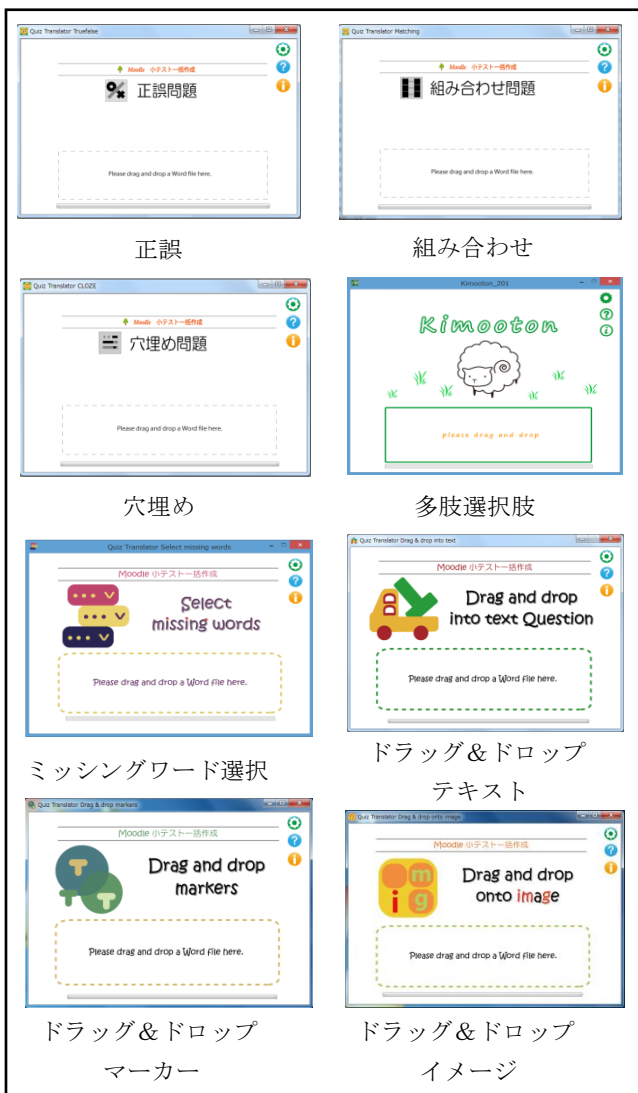 Quiz Translator Truefalse
Moodle 小テスト一括作成
正誤問題
Please drag and drop a Word file here.
正誤
Quiz Translator Matching
Moodle 小テスト一括作成
組み合わせ問題
Please drag and drop a Word file here.
組み合わせ
Quiz Translator CLOZE
Moodle 小テスト一括作成
穴埋め問題
Please drag and drop a Word file here.
穴埋め
Kimooton_201
Kimooton
please drag and drop
多肢選択肢
Quiz Translator Select missing words
Moodle 小テスト一括作成
Select
missing words
Please drag and drop a Word file here.
ミッシングワード選択
Quiz Translator Drag & drop into text
Moodle 小テスト一括作成
DD
Drag and drop
into text Question
Please drag and drop a Word file here.
ドラッグ&ドロップ
テキスト
Quiz Translator Drag & drop markers
Moodle 小テスト一括作成
T
T
T
Drag and drop
markers
Please drag and drop a Word file here.
ドラッグ&ドロップ
マーカー
Quiz Translator Drag & drop onto image
Moodle 小テスト一括作成
m
i g
Drag and drop
onto image
Please drag and drop a Word file here.
ドラッグ&ドロップ
イメージ